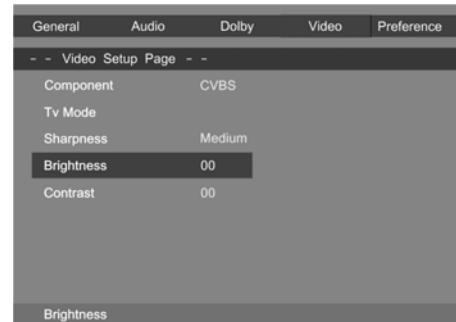 General Audio Dolby Video Preference
- - Video Setup Page - -
Component CVBS
Tv Mode
Sharpness Medium
Brightness 00
Contrast 00
Brightness